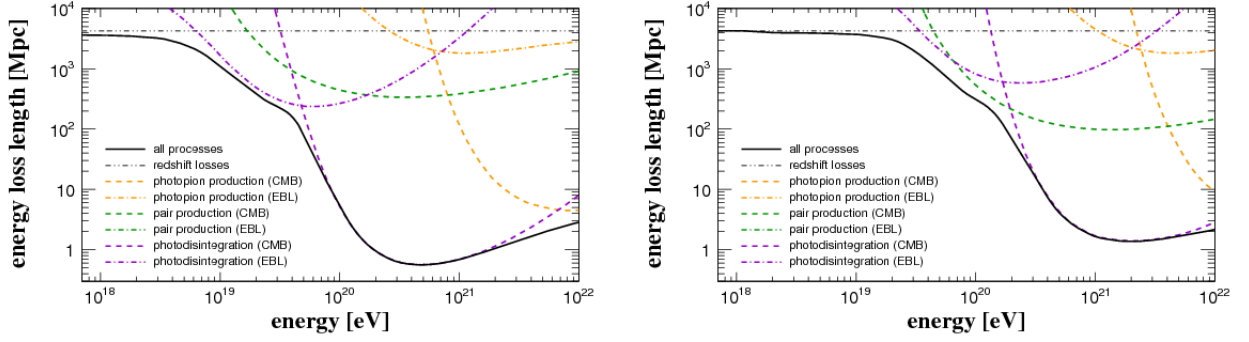 energy loss length [Mpc]
10^4
10^3
10^2
10
1
all processes
redshift losses
photopion production (CMB)
photopion production (EBL)
pair production (CMB)
pair production (EBL)
photodisintegration (CMB)
photodisintegration (EBL)
10^18 10^19 10^20 10^21 10^22
energy [eV]
energy loss length [Mpc]
10^4
10^3
10^2
10
1
all processes
redshift losses
photopion production (CMB)
photopion production (EBL)
pair production (CMB)
pair production (EBL)
photodisintegration (CMB)
photodisintegration (EBL)
10^18 10^19 10^20 10^21 10^22
energy [eV]